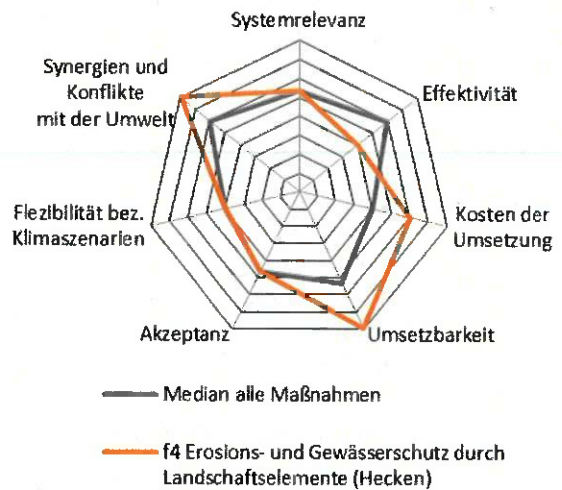 Systemrelevanz
Synergien und
Konflikte
mit der Umwelt
Effektivität
Flezibilität bez.
Klimaszenarien
Kosten der
Umsetzung
Akzeptanz
Umsetzbarkeit
Median alle Maßnahmen
f4 Erosions- und Gewässerschutz durch
Landschaftselemente (Hecken)